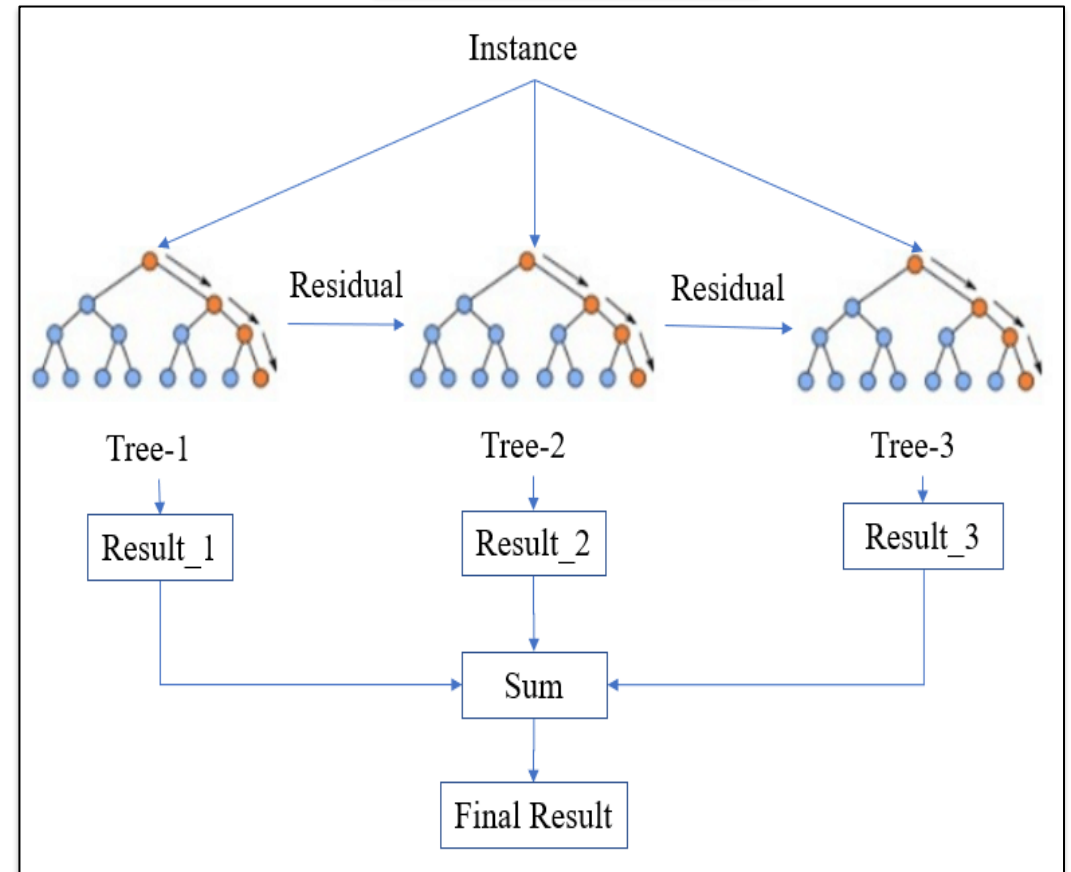 Instance
Residual
Residual
Tree-1
Tree-2
Tree-3
Result_1
Result_2
Result_3
Sum
Final Result